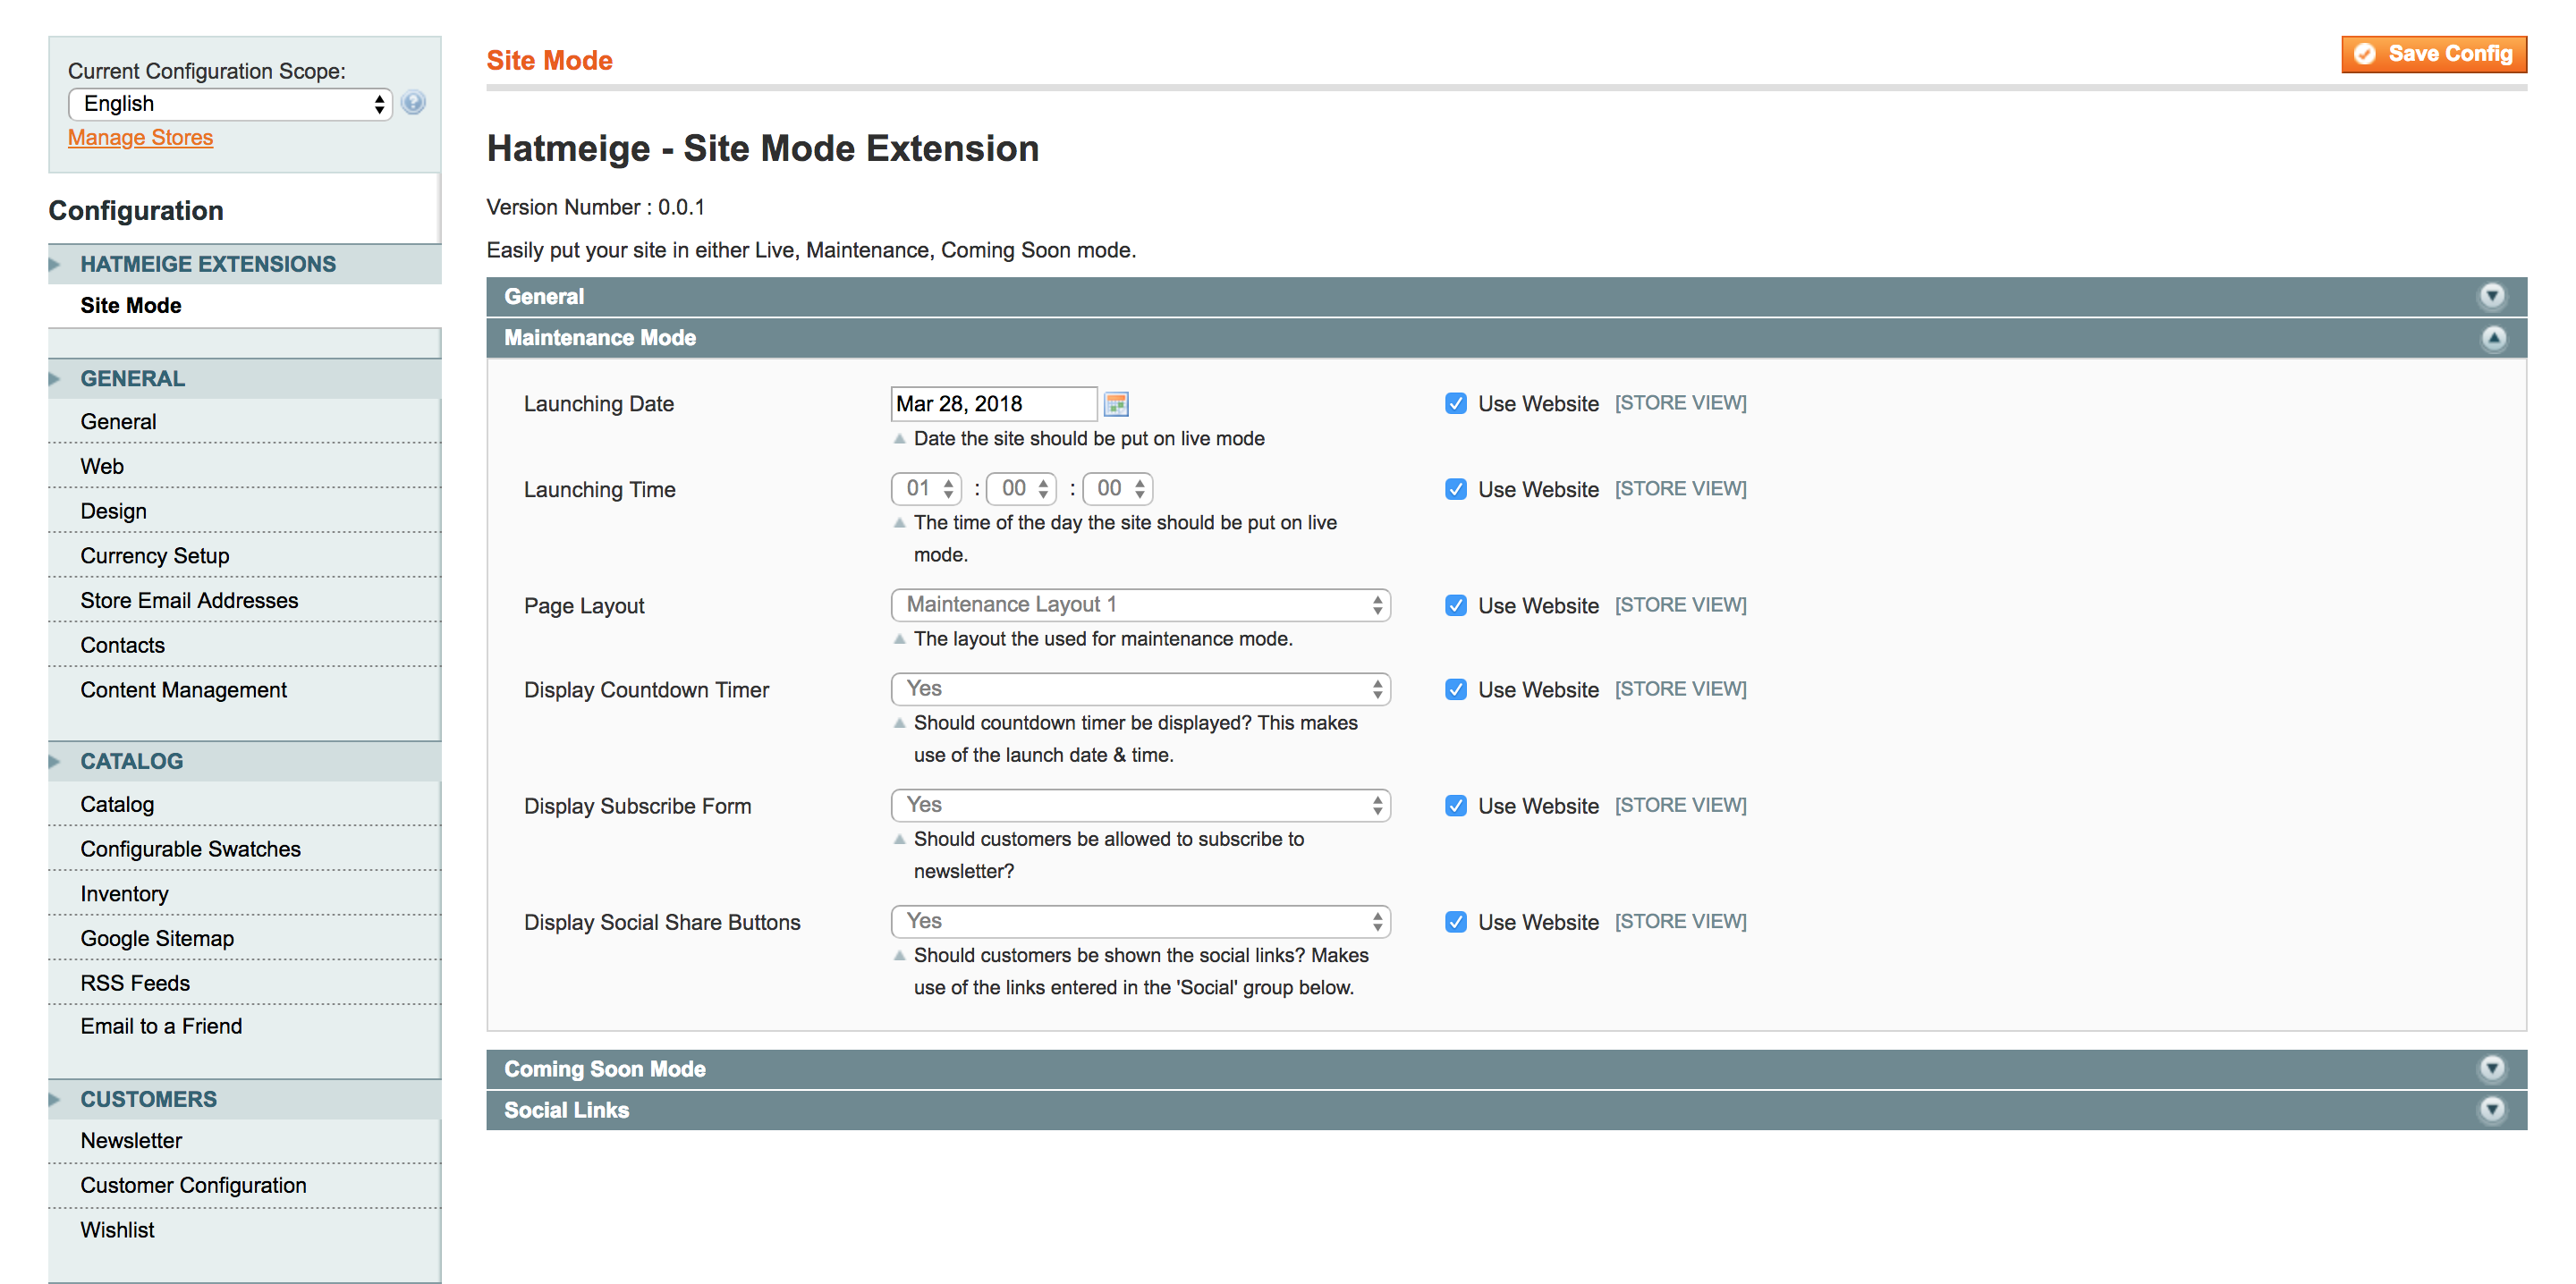 Current Configuration Scope:
English
Manage Stores
Configuration
HATMEIGE EXTENSIONS
Site Mode
GENERAL
General
Web
Design
Currency Setup
Store Email Addresses
Contacts
Content Management
CATALOG
Catalog
Configurable Swatches
Inventory
Google Sitemap
RSS Feeds
Email to a Friend
CUSTOMERS
Newsletter
Customer Configuration
Wishlist
Site Mode
Save Config
Hatmeige - Site Mode Extension
Version Number : 0.0.1
Easily put your site in either Live, Maintenance, Coming Soon mode.
General
Maintenance Mode
Launching Date Mar 28, 2018 Use Website [STORE VIEW]
Date the site should be put on live mode
Launching Time 01 : 00 : 00 Use Website [STORE VIEW]
The time of the day the site should be put on live
mode.
Page Layout Maintenance Layout 1 Use Website [STORE VIEW]
The layout the used for maintenance mode.
Display Countdown Timer Yes Use Website [STORE VIEW]
Should countdown timer be displayed? This makes
use of the launch date & time.
Display Subscribe Form Yes Use Website [STORE VIEW]
Should customers be allowed to subscribe to
newsletter?
Display Social Share Buttons Yes Use Website [STORE VIEW]
Should customers be shown the social links? Makes
use of the links entered in the 'Social' group below.
Coming Soon Mode
Social Links